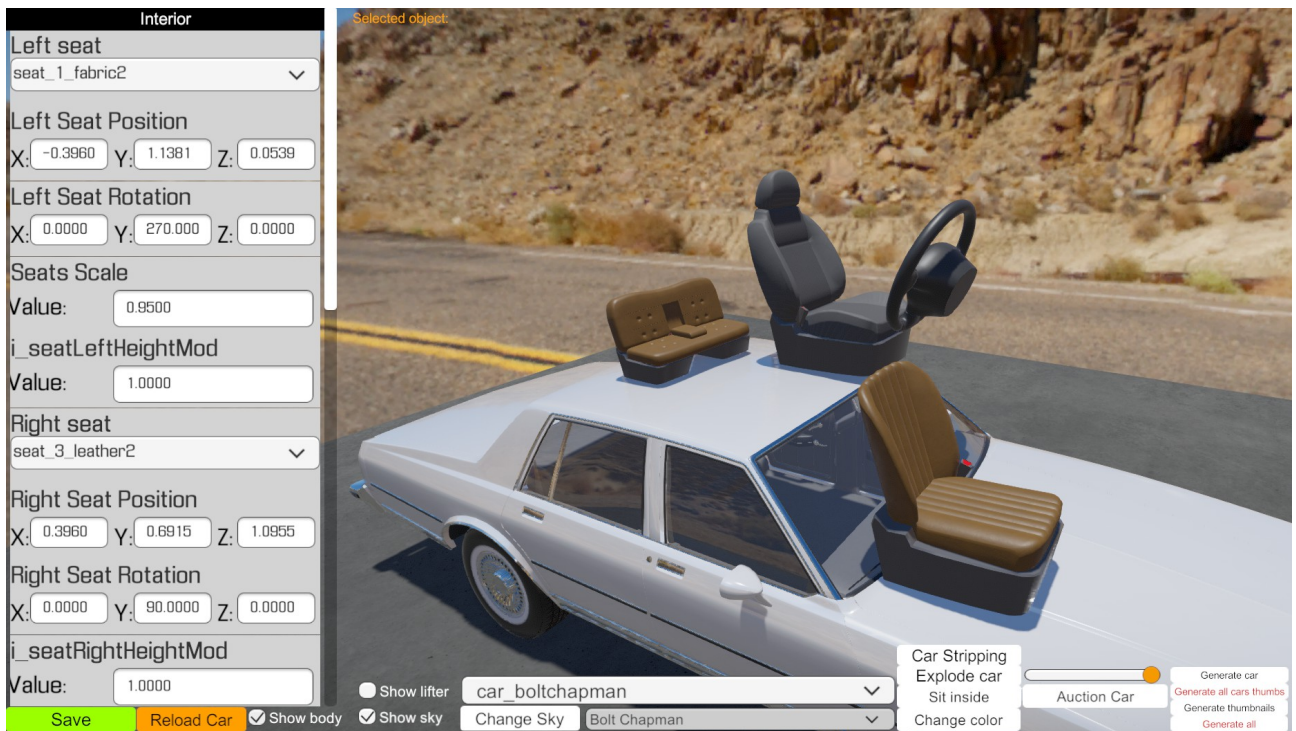 Interior
Selected object:
Left seat
seat_1_fabric2
Left Seat Position
X: -0.3960 Y: 1.1381 Z: 0.0539
Left Seat Rotation
X: 0.0000 Y: 270.000 Z: 0.0000
Seats Scale
Value: 0.9500
i_seatLeftHeightMod
Value: 1.0000
Right seat
seat_3_leather2
Right Seat Position
X: 0.3960 Y: 0.6915 Z: 1.0955
Right Seat Rotation
X: 0.0000 Y: 90.0000 Z: 0.0000
i_seatRightHeightMod
Value: 1.0000
Save
Reload Car
Show body
Show lifter
Show sky
car_boltchapman
Change Sky
Bolt Chapman
Car Stripping
Explode car
Sit inside
Change color
Auction Car
Generate car
Generate all cars thumbs
Generate thumbnails
Generate all